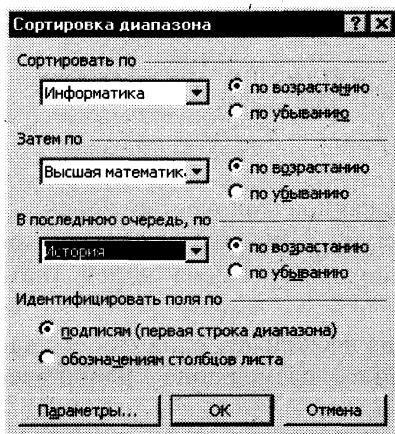 Сортировка диапазона ? X
Сортировать по
Информатика
по возрастанию
по убыванию
Затем по
Высшая математик
по возрастанию
по убыванию
В последнюю очередь, по
История
по возрастанию
по убыванию
Идентифицировать поля по
подписям (первая строка диапазона)
обозначениям столбцов листа
Параметры... ОК Отмена